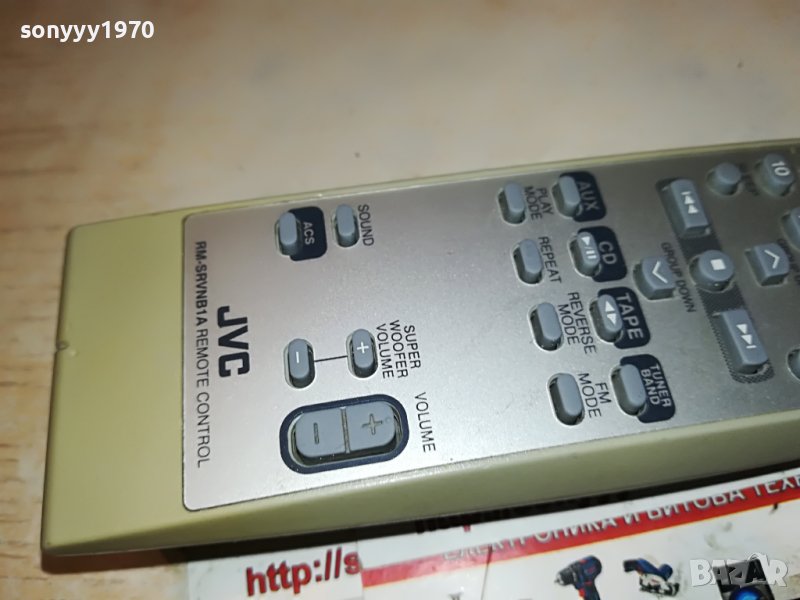 sonyyy1970
10
AUX
PLAY
MODE
CD
REPEAT
TAPE
REVERSE
MODE
TUNER
BAND
FM
MODE
GROUP DOWN
SOUND
ACS
SUPER
WOOFER
VOLUME
+
-
VOLUME
+
-
JVC
RM-SRVNB1A REMOTE CONTROL
ЕЛЕКТРОНИКА И БИТОВА ТЕХ
http://s
BAZAR